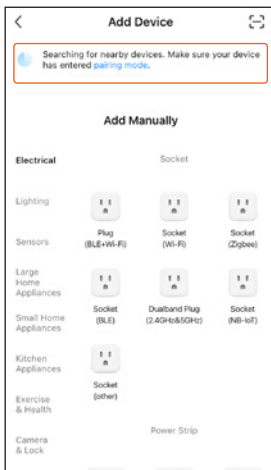 Add Device
Searching for nearby devices. Make sure your device
has entered pairing mode.
Add Manually
Electrical
Socket
Lighting
Plug
(BLE+Wi-Fi)
Socket
(Wi-Fi)
Socket
(Zigbee)
Sensors
Large
Home
Appliances
Socket
(BLE)
Dualband Plug
(2.4GHz&5GHz)
Socket
(NB-IoT)
Small Home
Appliances
Kitchen
Appliances
Socket
(other)
Exercise
& Health
Power Strip
Camera
& Lock